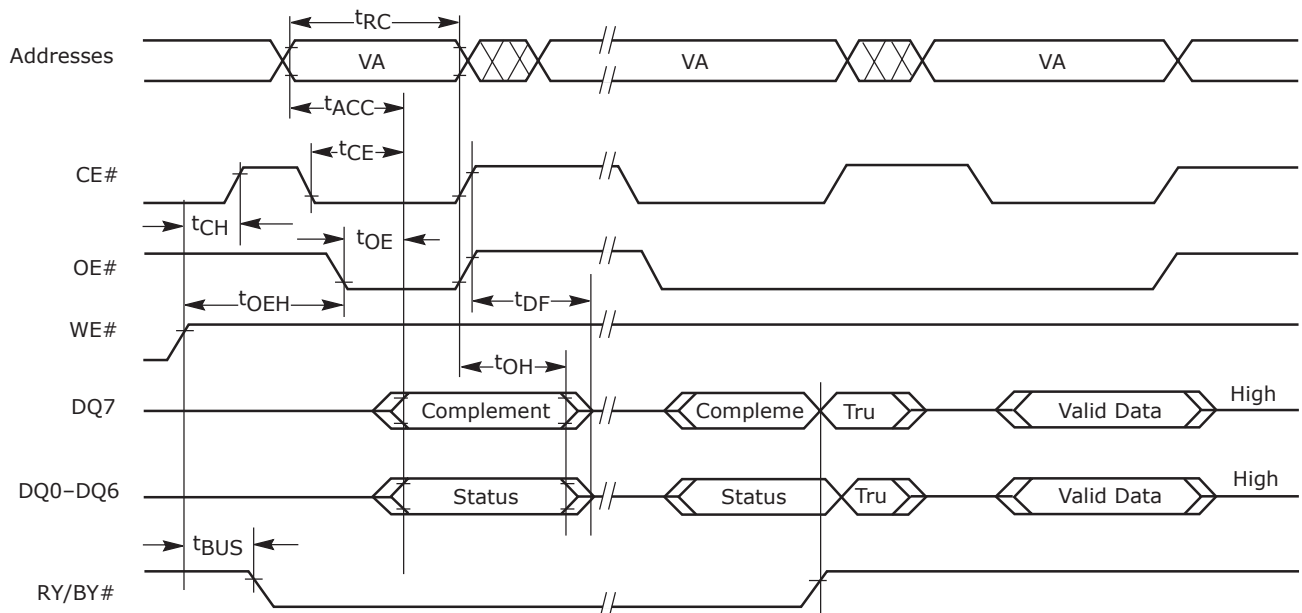 tRC
Addresses VA VA VA
tACC
tCE
CE#
tCH
tOE
OE#
tOEH
tDF
WE#
tOH
DQ7 Complement Compleme Tru Valid Data High
DQ0–DQ6 Status Status Tru Valid Data High
tBUS
RY/BY#